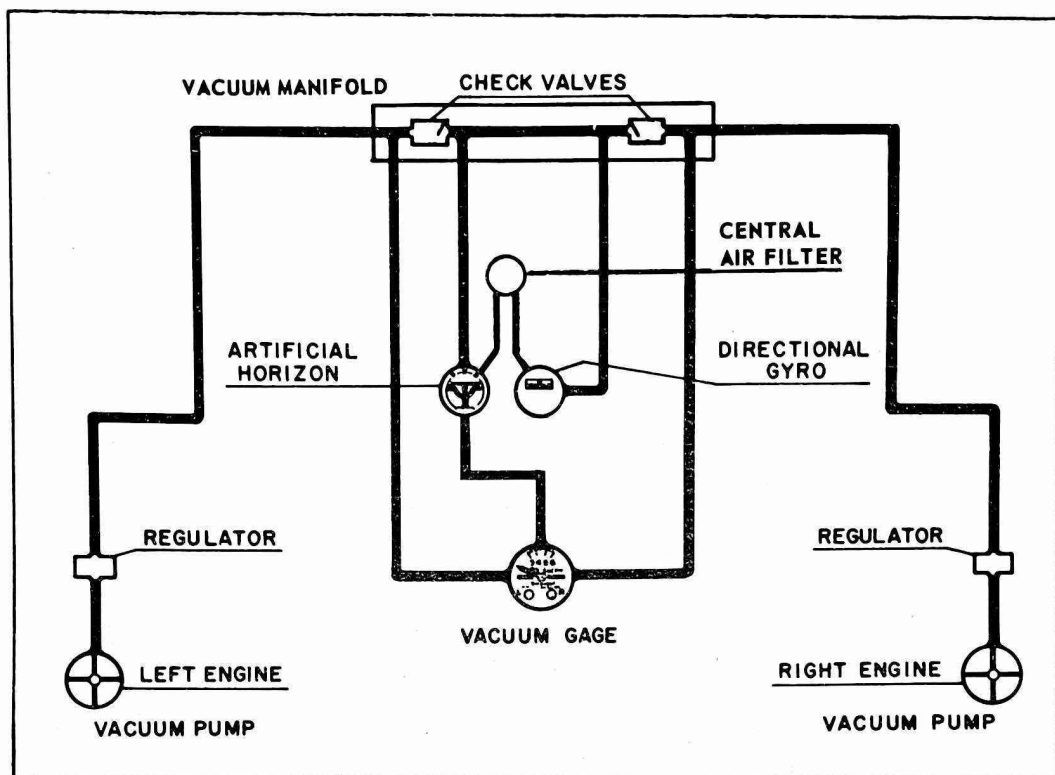 VACUUM MANIFOLD
CHECK VALVES
CENTRAL
AIR FILTER
ARTIFICIAL
HORIZON
DIRECTIONAL
GYRO
REGULATOR
REGULATOR
VACUUM GAGE
LEFT ENGINE
VACUUM PUMP
RIGHT ENGINE
VACUUM PUMP